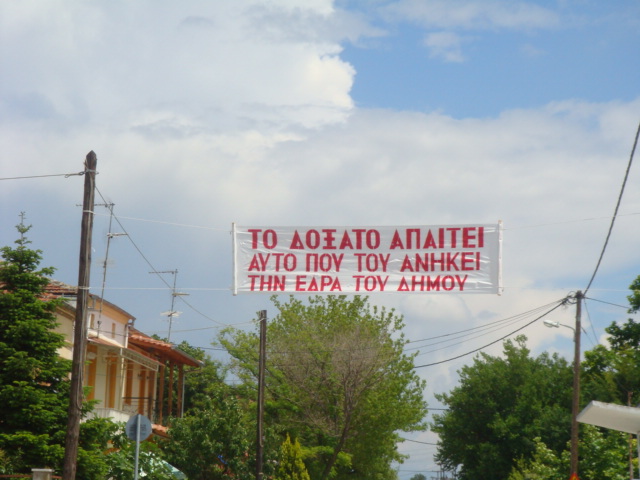 ΤΟ ΔΟΞΑΤΟ ΑΠΑΙΤΕΙ
ΑΥΤΟ ΠΟΥ ΤΟΥ ΑΝΗΚΕΙ
ΤΗΝ ΕΔΡΑ ΤΟΥ ΔΗΜΟΥ